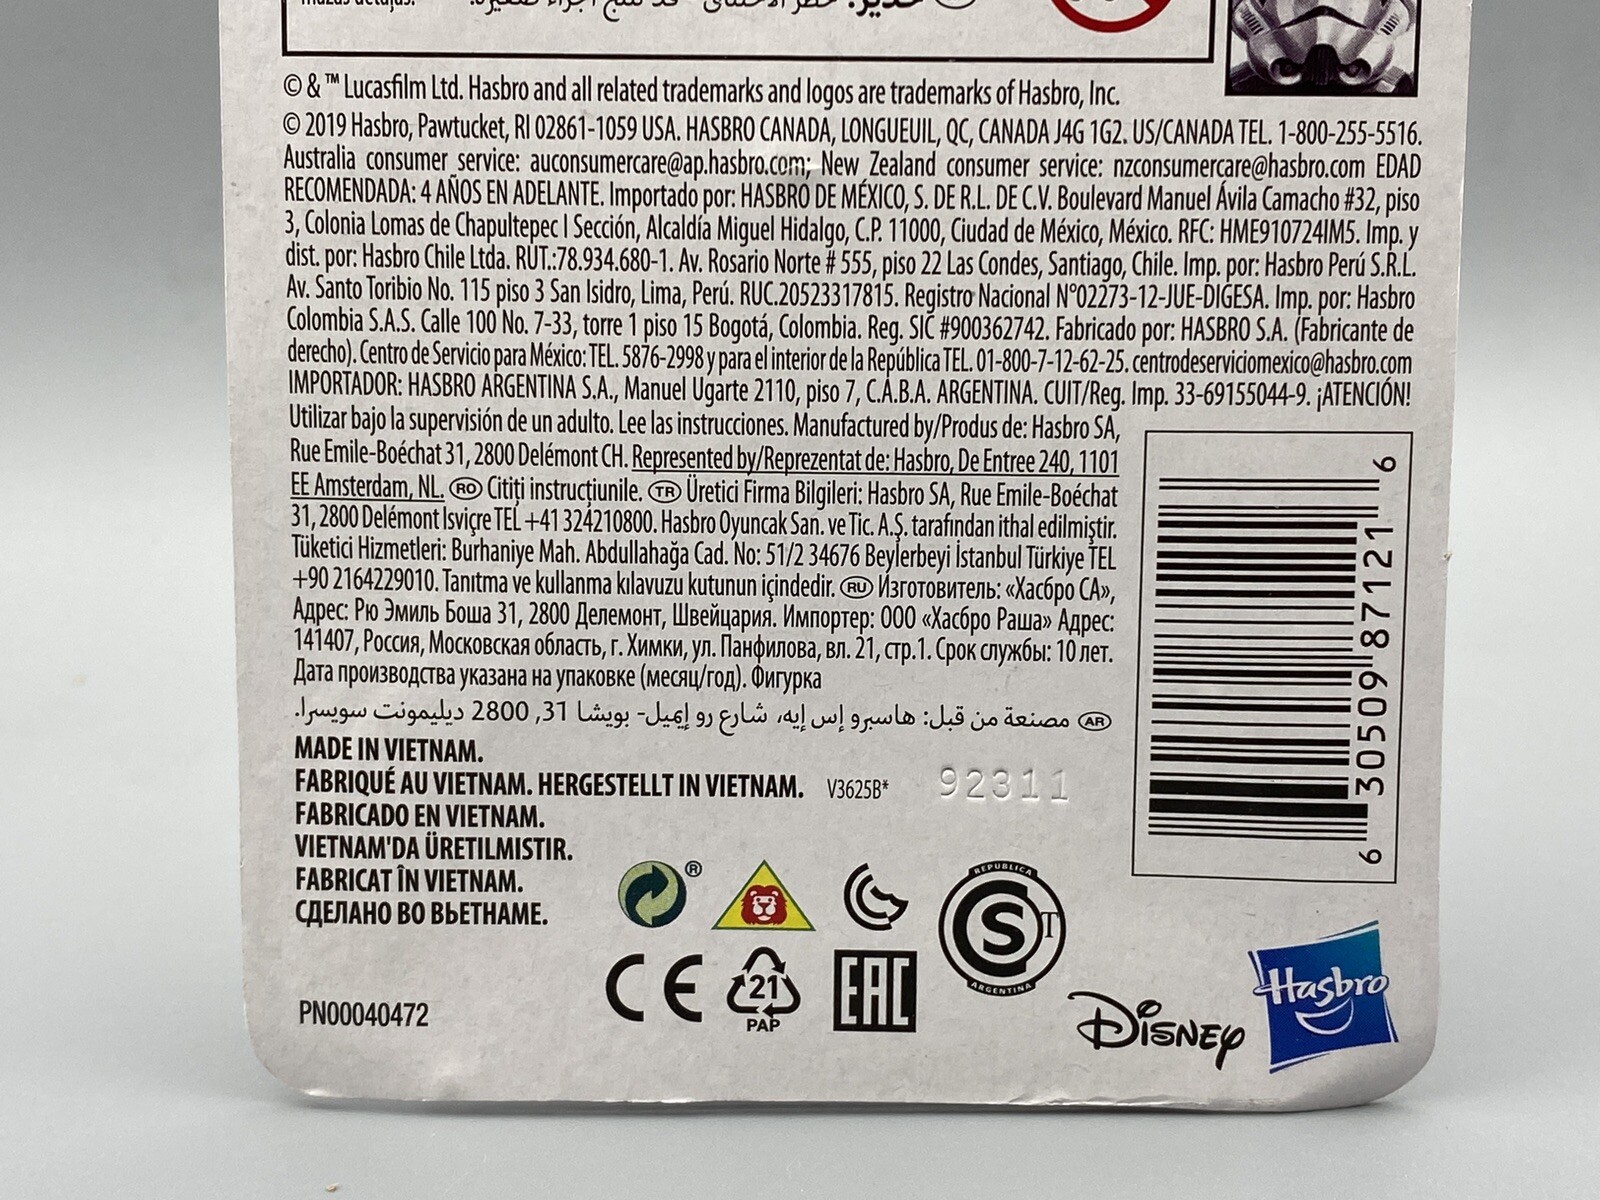 © & ™ Lucasfilm Ltd. Hasbro and all related trademarks and logos are trademarks of Hasbro, Inc.
© 2019 Hasbro, Pawtucket, RI 02861-1059 USA. HASBRO CANADA, LONGUEUIL, QC, CANADA J4G 1G2. US/CANADA TEL. 1-800-255-5516.
Australia consumer service: auconsumercare@ap.hasbro.com; New Zealand consumer service: nzconsumercare@hasbro.com EDAD
RECOMENDADA: 4 AÑOS EN ADELANTE. Importado por: HASBRO DE MÉXICO, S. DE R.L. DE C.V. Boulevard Manuel Ávila Camacho #32, piso
3, Colonia Lomas de Chapultepec I Sección, Alcaldía Miguel Hidalgo, C.P. 11000, Ciudad de México, México. RFC: HME910724IM5. Imp. y
dist. por: Hasbro Chile Ltda. RUT.:78.934.680-1. Av. Rosario Norte # 555, piso 22 Las Condes, Santiago, Chile. Imp. por: Hasbro Perú S.R.L.
Av. Santo Toribio No. 115 piso 3 San Isidro, Lima, Perú. RUC.20523317815. Registro Nacional N°02273-12-JUE-DIGESA. Imp. por: Hasbro
Colombia S.A.S. Calle 100 No. 7-33, torre 1 piso 15 Bogotá, Colombia. Reg. SIC #900362742. Fabricado por: HASBRO S.A. (Fabricante de
derecho). Centro de Servicio para México: TEL. 5876-2998 y para el interior de la República TEL. 01-800-7-12-62-25. centrodeserviciomexico@hasbro.com
IMPORTADOR: HASBRO ARGENTINA S.A., Manuel Ugarte 2110, piso 7, C.A.B.A. ARGENTINA. CUIT/Reg. Imp. 33-69155044-9. ¡ATENCIÓN!
Utilizar bajo la supervisión de un adulto. Lee las instrucciones. Manufactured by/Produs de: Hasbro SA,
Rue Emile-Boéchat 31, 2800 Delémont CH. Represented by/Reprezentat de: Hasbro, De Entree 240, 1101
EE Amsterdam, NL. RO Citiți instrucțiunile. TR Üretici Firma Bilgileri: Hasbro SA, Rue Emile-Boéchat
31, 2800 Delémont İsviçre TEL +41 324210800. Hasbro Oyuncak San. ve Tic. A.Ş. tarafından ithal edilmiştir.
Tüketici Hizmetleri: Burhaniye Mah. Abdullahağa Cad. No: 51/2 34676 Beylerbeyi İstanbul Türkiye TEL
+90 2164229010. Tanıtma ve kullanma kılavuzu kutunun içindedir. RU Изготовитель: «Хасбро СА»,
Адрес: Рю Эмиль Боша 31, 2800 Делемонт, Швейцария. Импортер: ООО «Хасбро Раша» Адрес:
141407, Россия, Московская область, г. Химки, ул. Панфилова, вл. 21, стр.1. Срок службы: 10 лет.
Дата производства указана на упаковке (месяц/год). Фигурка
AR مصنعة من قبل: هاسبرو إس إيه، شارع رو إيميل- بويشا 31, 2800 ديليمونت سويسرا.
MADE IN VIETNAM.
FABRIQUÉ AU VIETNAM. HERGESTELLT IN VIETNAM. V3625B* 92311
FABRICADO EN VIETNAM.
VIETNAM'DA ÜRETILMISTIR.
FABRICAT ÎN VIETNAM.
СДЕЛАНО ВО ВЬЕТНАМЕ.
6 30509 87121 6
®
REPUBLICA
S T
ARGENTINA
CE
21
PAP
EAC
PN00040472
Disney
Hasbro